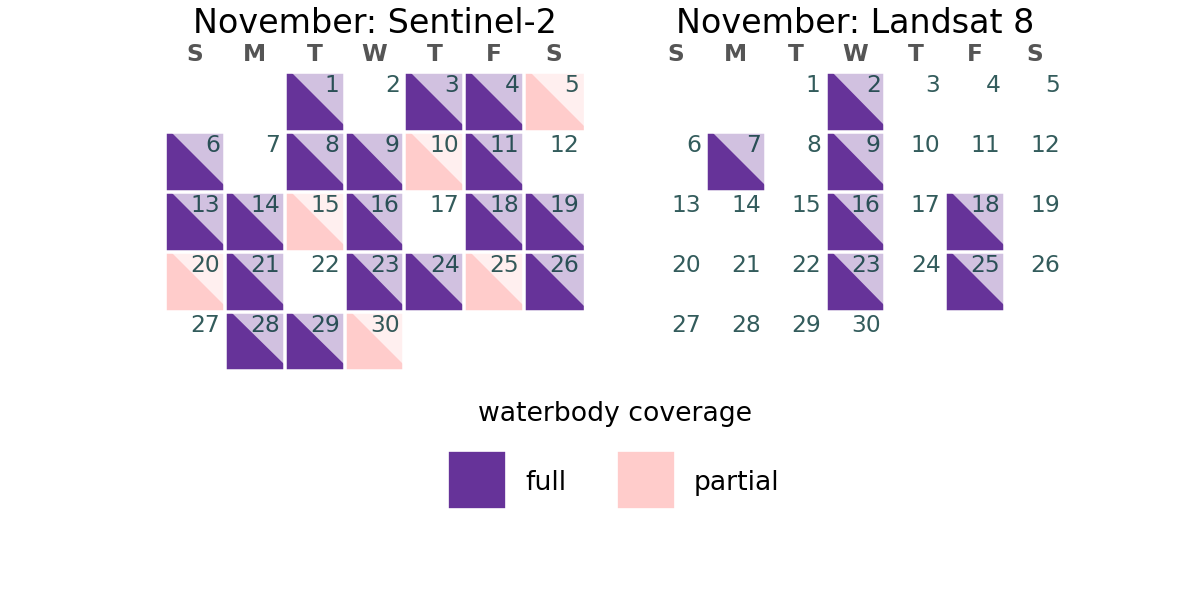 November: Sentinel-2
S M T W T F S
1 2 3 4 5
6 7 8 9 10 11 12
13 14 15 16 17 18 19
20 21 22 23 24 25 26
27 28 29 30
November: Landsat 8
S M T W T F S
1 2 3 4 5
6 7 8 9 10 11 12
13 14 15 16 17 18 19
20 21 22 23 24 25 26
27 28 29 30
waterbody coverage
full partial